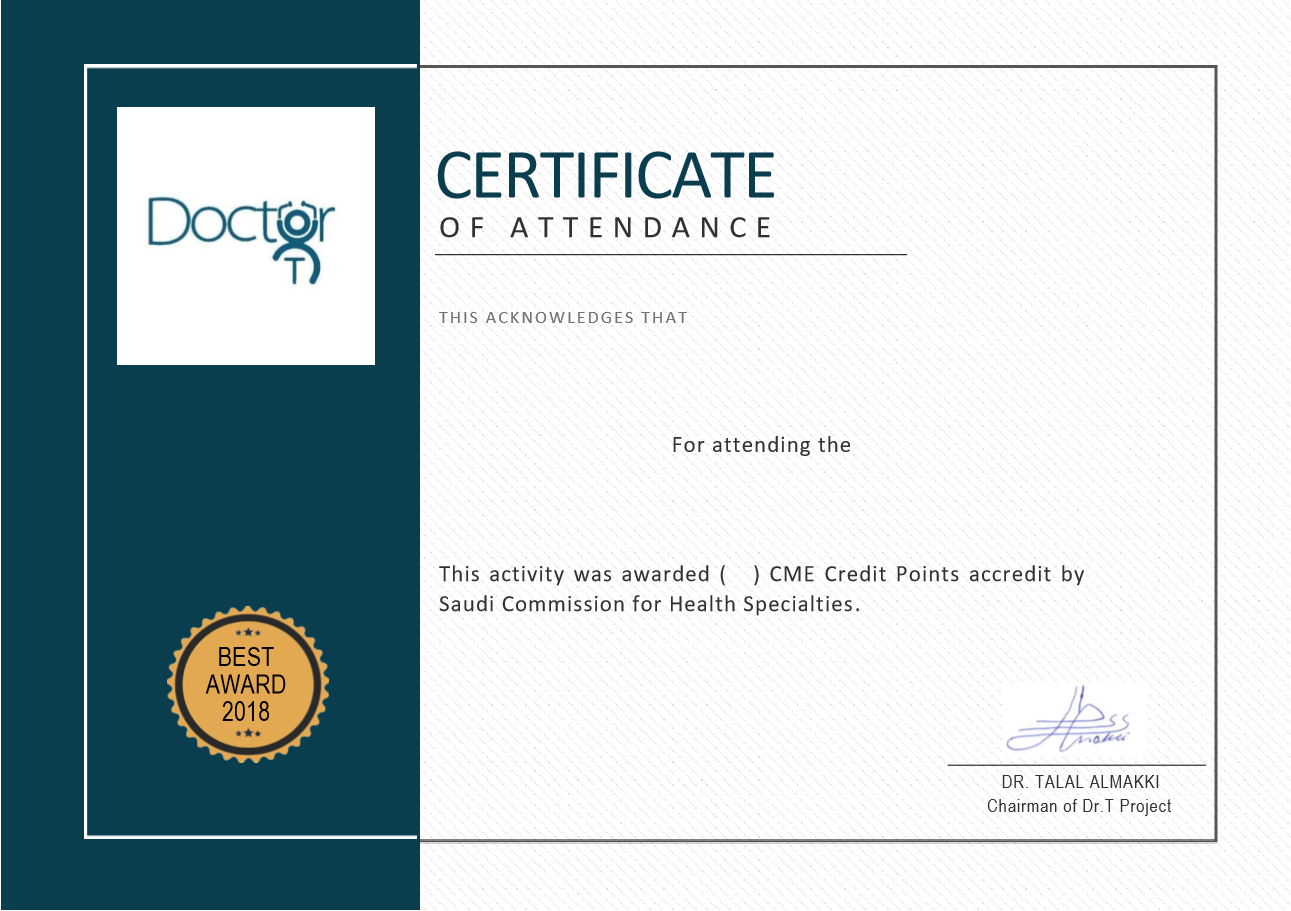 Doctor
T
CERTIFICATE
OF ATTENDANCE
THIS ACKNOWLEDGES THAT
For attending the
This activity was awarded ( ) CME Credit Points accredit by
Saudi Commission for Health Specialties.
BEST
AWARD
2018
DR. TALAL ALMAKKI
Chairman of Dr.T Project